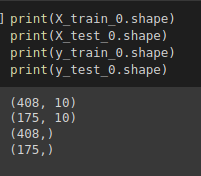 ] print(X_train_0.shape)
print(X_test_0.shape)
print(y_train_0.shape)
print(y_test_0.shape)
(408, 10)
(175, 10)
(408,)
(175,)